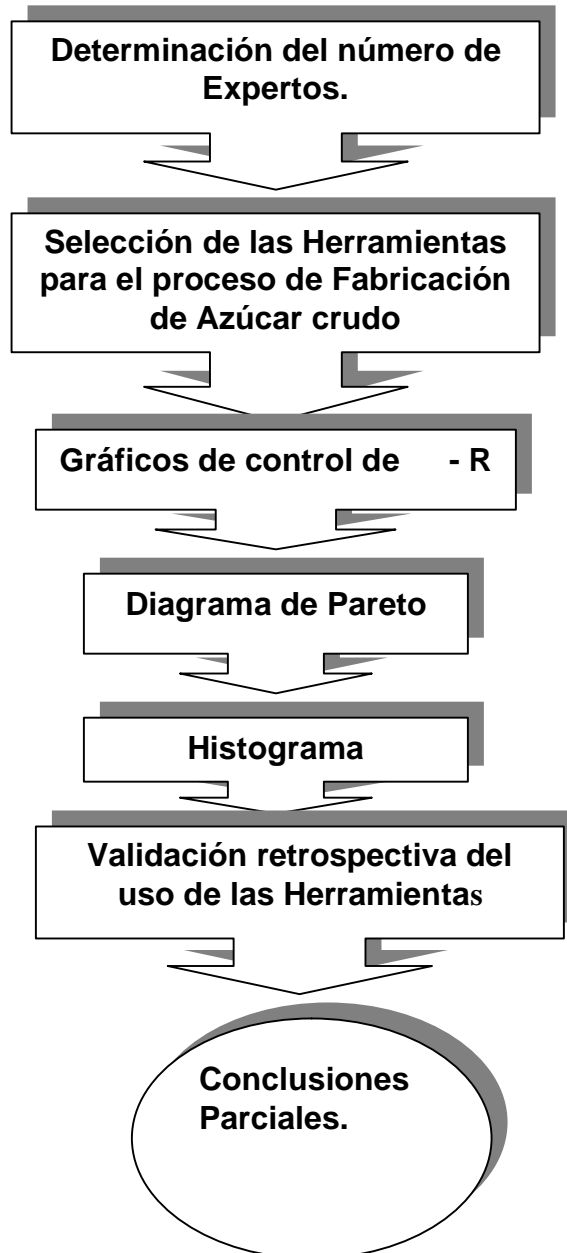 Determinación del número de
Expertos.
Selección de las Herramientas
para el proceso de Fabricación
de Azúcar crudo
Gráficos de control de - R
Diagrama de Pareto
Histograma
Validación retrospectiva del
uso de las Herramientas
Conclusiones
Parciales.